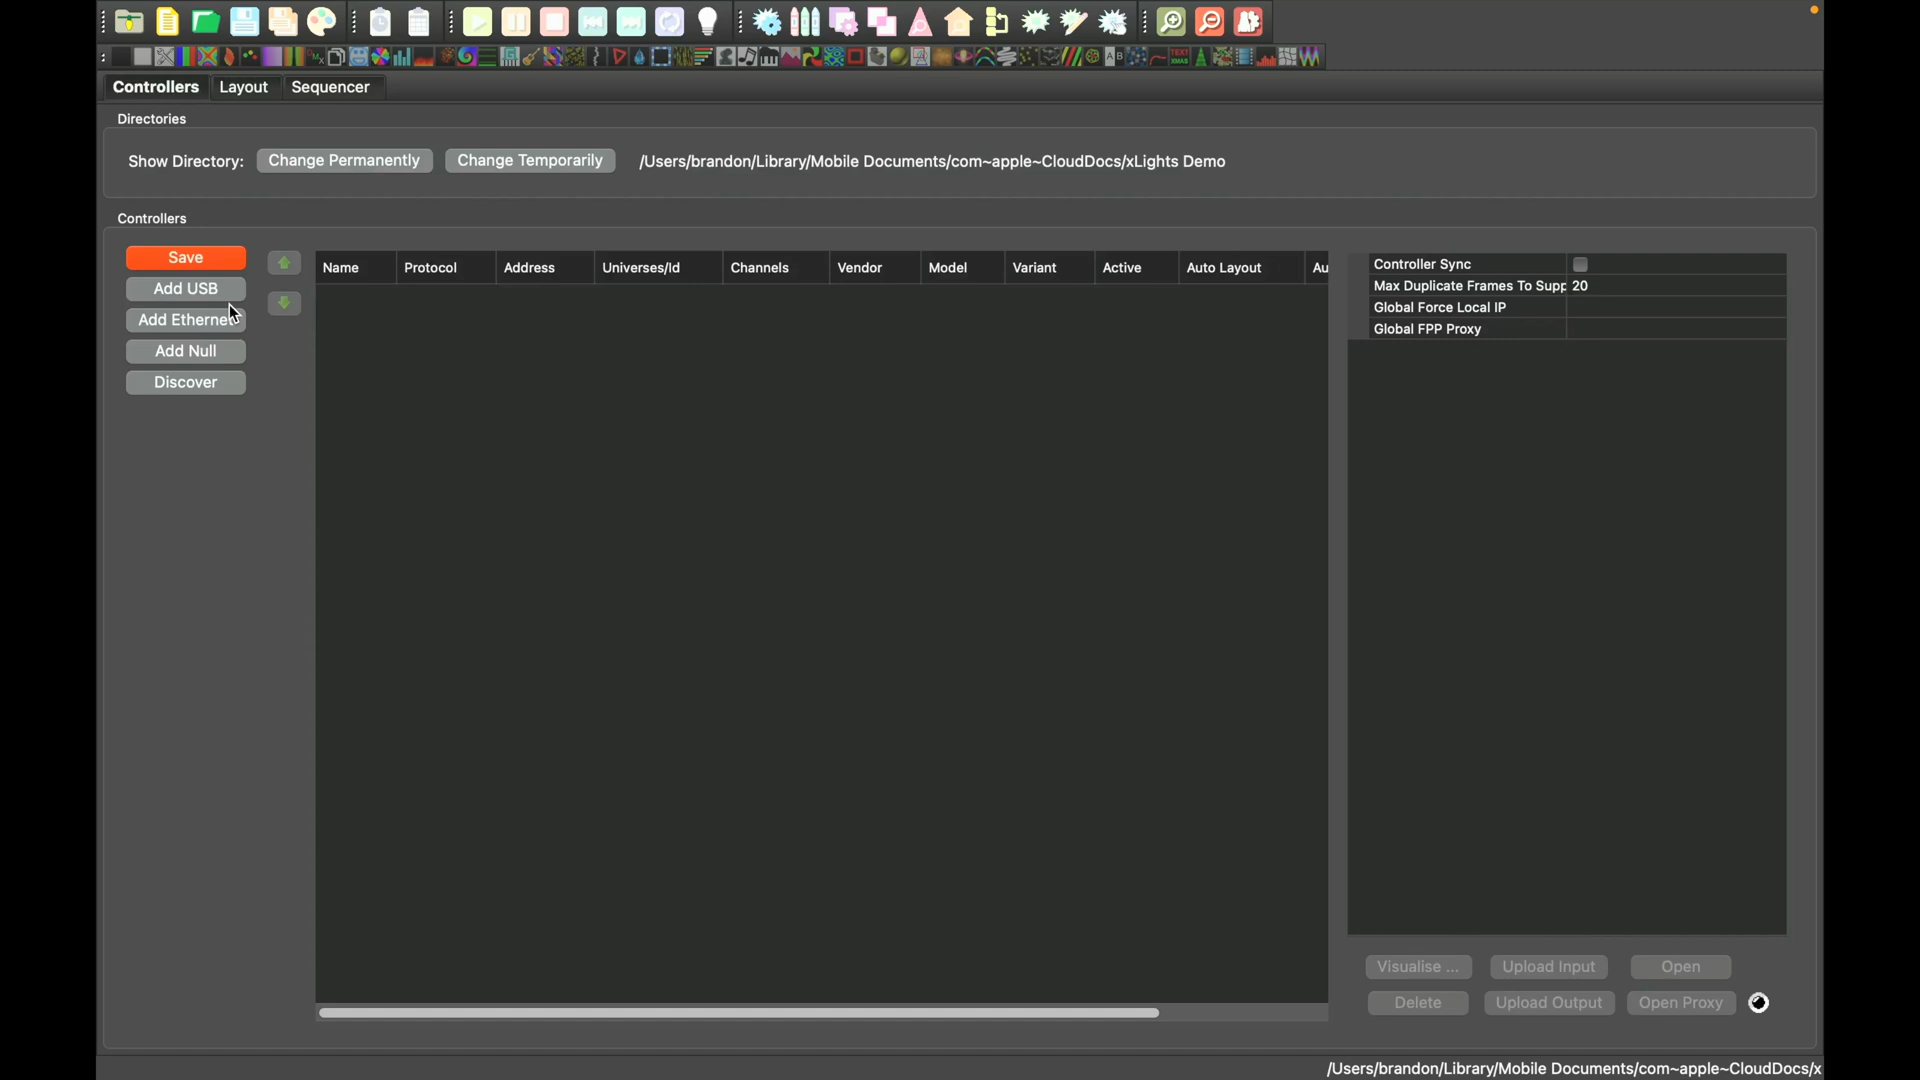 Controllers Layout Sequencer
Directories
Show Directory: Change Permanently Change Temporarily /Users/brandon/Library/Mobile Documents/com~apple~CloudDocs/xLights Demo
Controllers
Save
Add USB
Add Ethernet
Add Null
Discover
Name Protocol Address Universes/Id Channels Vendor Model Variant Active Auto Layout Au
Controller Sync
Max Duplicate Frames To Supp 20
Global Force Local IP
Global FPP Proxy
Visualise ... Upload Input Open
Delete Upload Output Open Proxy
/Users/brandon/Library/Mobile Documents/com~apple~CloudDocs/x